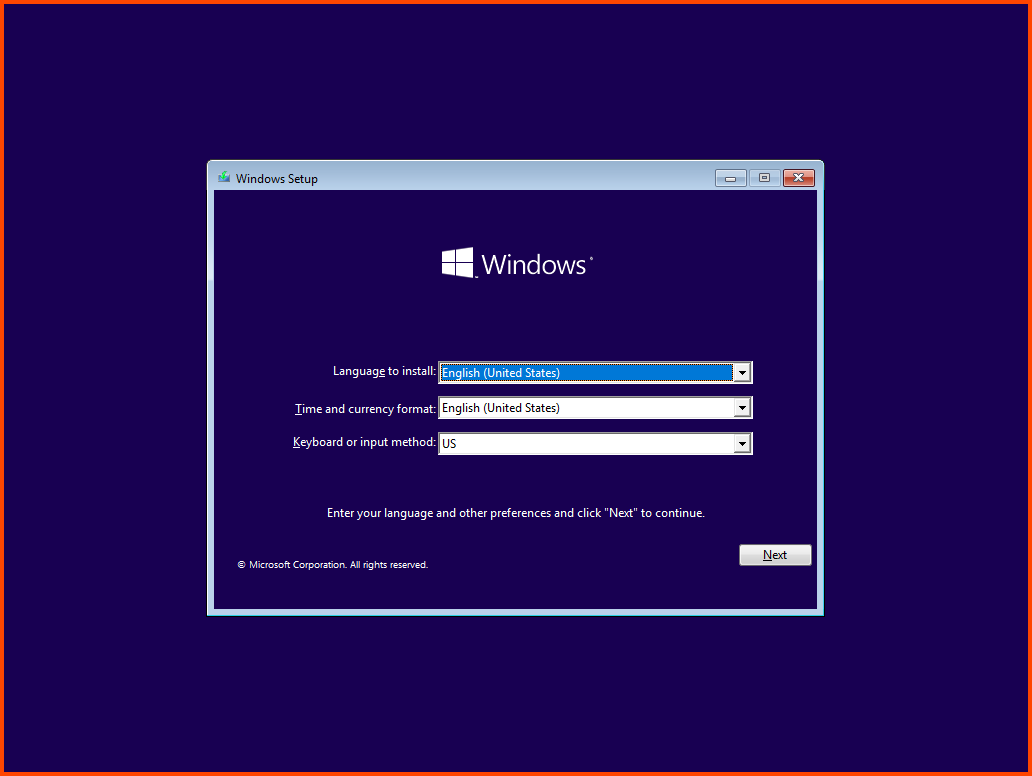 Windows Setup
Windows
Language to install: English (United States)
Time and currency format: English (United States)
Keyboard or input method: US
Enter your language and other preferences and click "Next" to continue.
Next
© Microsoft Corporation. All rights reserved.